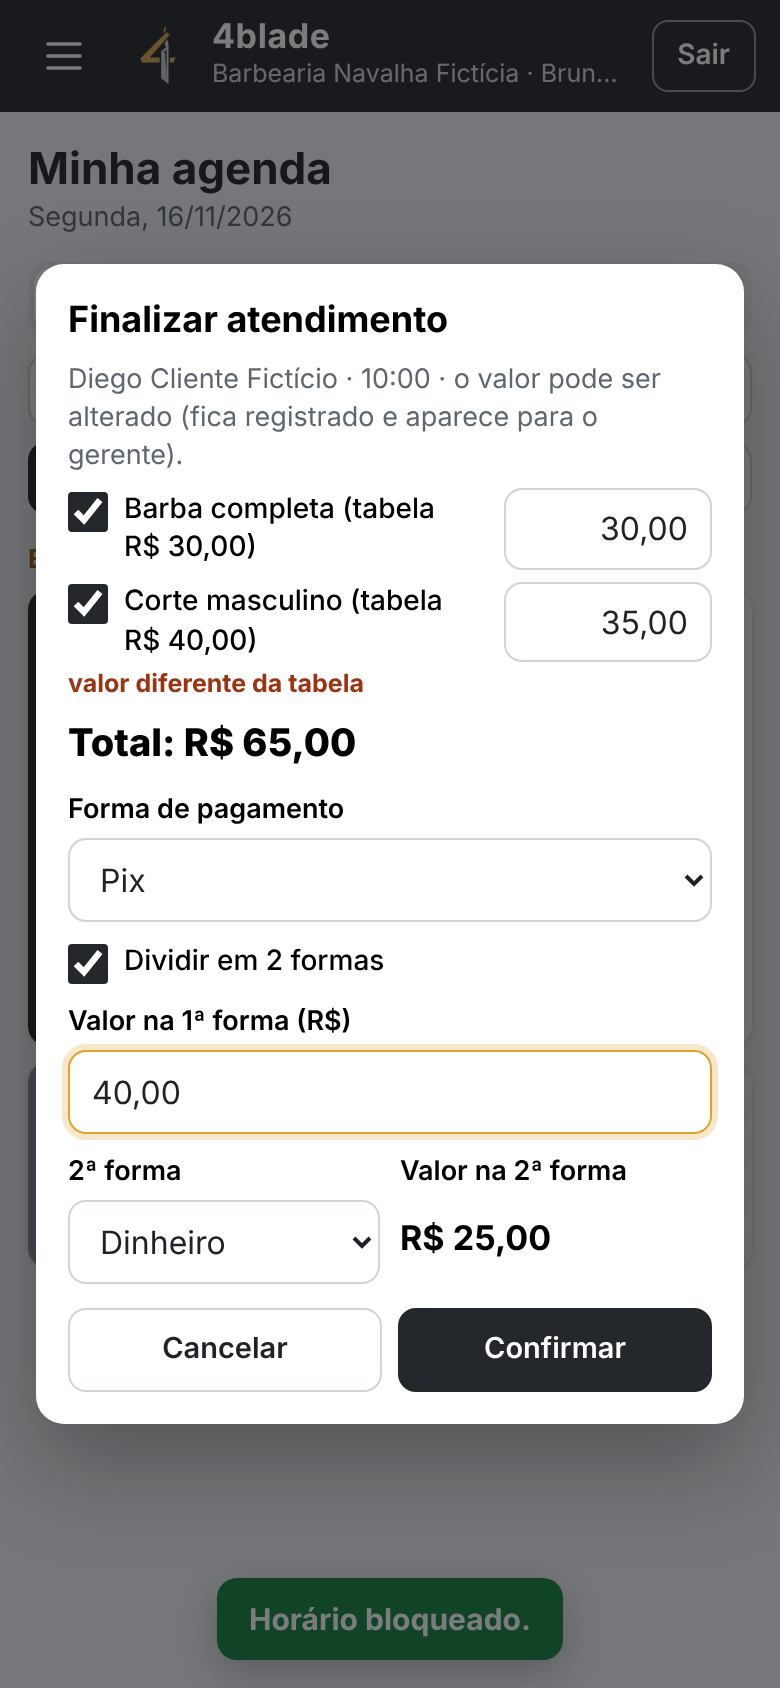 4blade
Barbearia Navalha Fictícia · Brun...
Sair
Minha agenda
Segunda, 16/11/2026
Finalizar atendimento
Diego Cliente Fictício · 10:00 · o valor pode ser
alterado (fica registrado e aparece para o
gerente).
Barba completa (tabela
R$ 30,00)
30,00
Corte masculino (tabela
R$ 40,00)
35,00
valor diferente da tabela
Total: R$ 65,00
Forma de pagamento
Pix
Dividir em 2 formas
Valor na 1ª forma (R$)
40,00
2ª forma
Valor na 2ª forma
Dinheiro
R$ 25,00
Cancelar
Confirmar
Horário bloqueado.